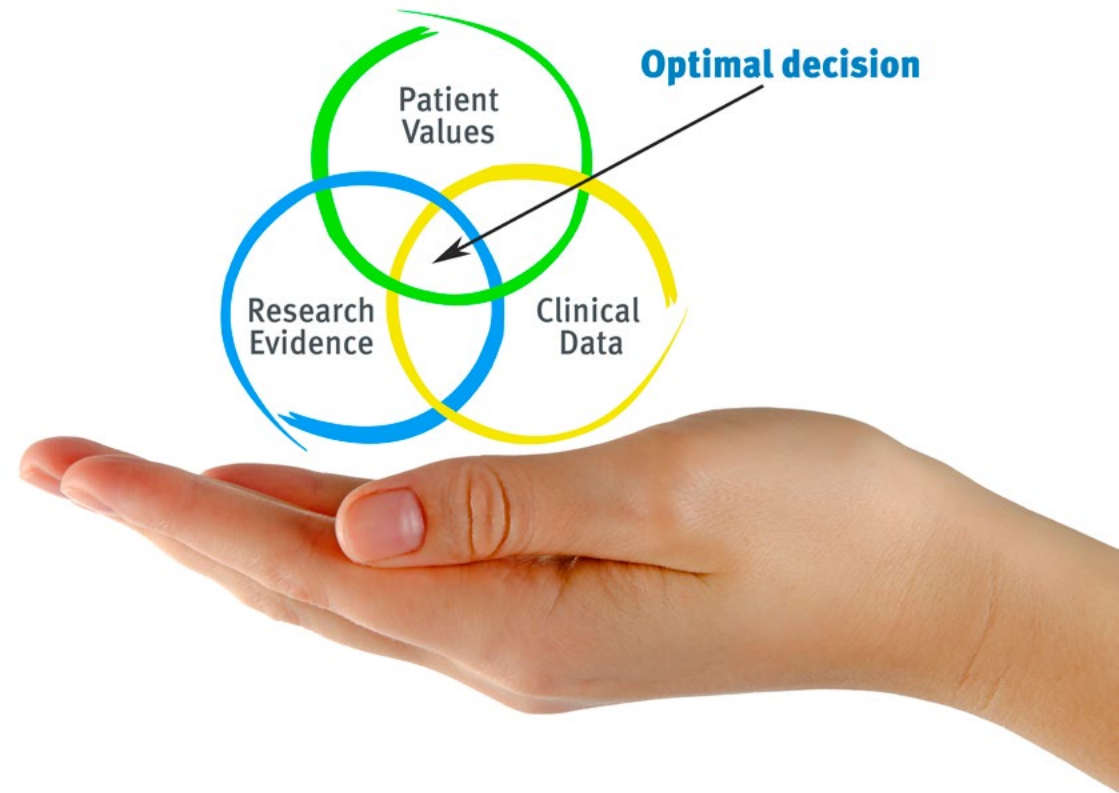 Optimal decision
Patient
Values
Research
Evidence
Clinical
Data